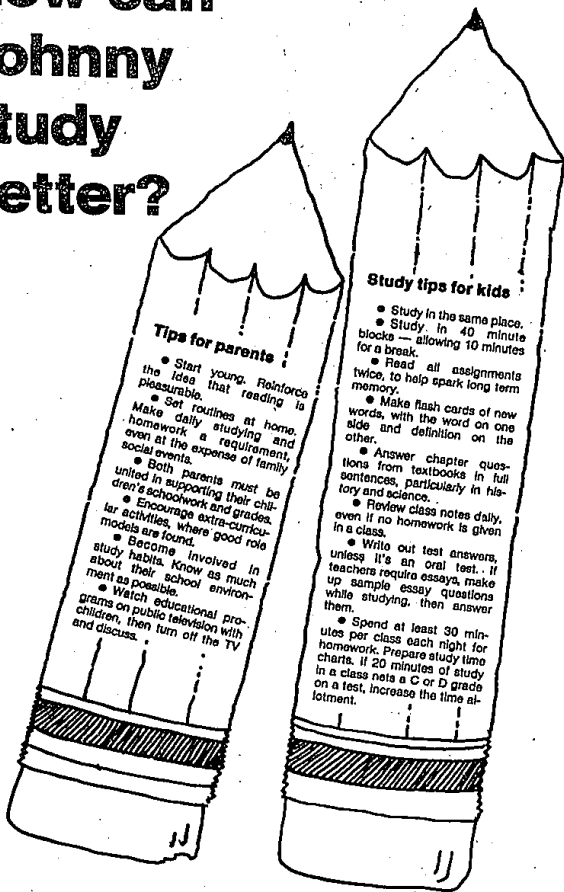 ow can
ohnny
tudy
etter?
Tips for parents
● Start young. Reinforce
the idea that reading is
pleasurable.
● Set routines at home.
Make daily studying and
homework a requirement,
even at the expense of family
social events.
● Both parents must be
united in supporting their chil-
dren's schoolwork and grades.
● Encourage extra-curricu-
lar activities, where good role
models are found.
● Become involved in
study habits. Know as much
about their school environ-
ment as possible.
● Watch educational pro-
grams on public television with
children, then turn off the TV
and discuss.
Study tips for kids
● Study in the same place.
● Study in 40 minute
blocks — allowing 10 minutes
for a break.
● Read all assignments
twice, to help spark long term
memory.
● Make flash cards of new
words, with the word on one
side and definition on the
other.
● Answer chapter ques-
tions from textbooks in full
sentences, particularly in his-
tory and science.
● Review class notes daily,
even if no homework is given
in a class.
● Write out test answers,
unless it's an oral test. If
teachers require essays, make
up sample essay questions
while studying, then answer
them.
● Spend at least 30 min-
utes per class each night for
homework. Prepare study time
charts. If 20 minutes of study
in a class nets a C or D grade
on a test, increase the time al-
lotment.